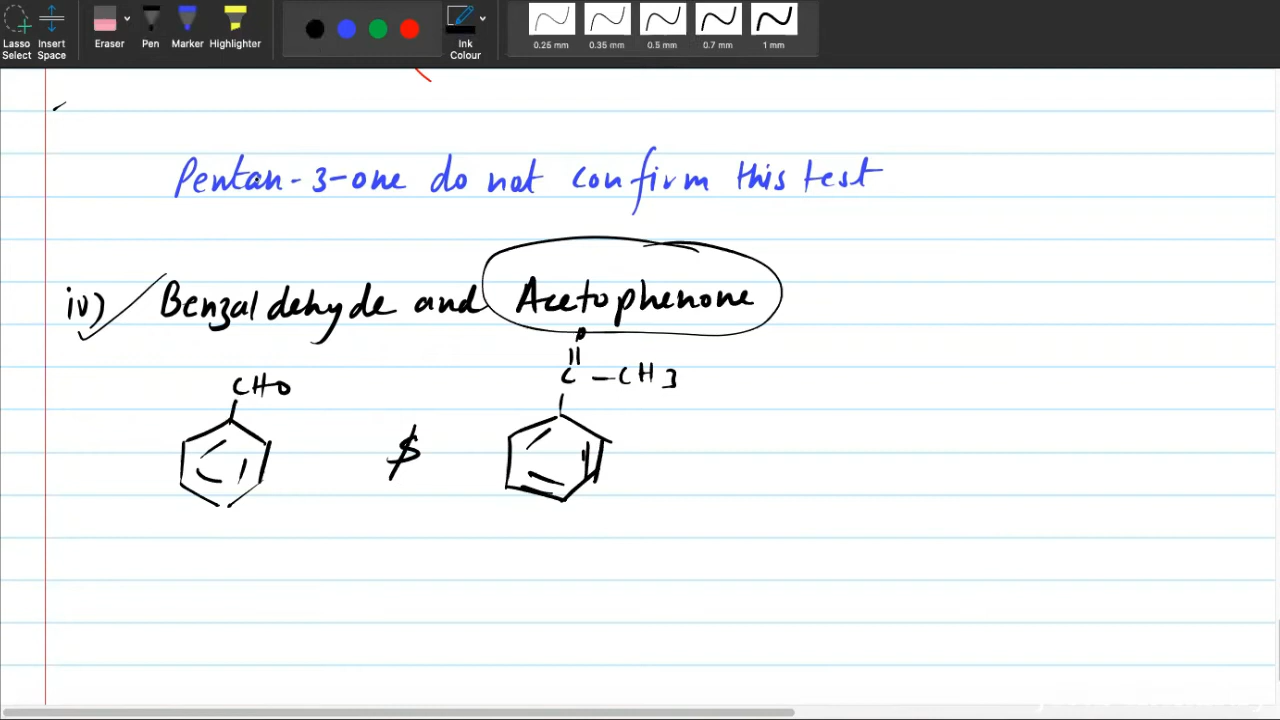 Lasso Select
Insert Space
Eraser
Pen
Marker
Highlighter
Ink Colour
0.25 mm
0.35 mm
0.5 mm
0.7 mm
1 mm
Pentan-3-one do not confirm this test
iv) Benzaldehyde and Acetophenone
O
C-CH3
CHO
$